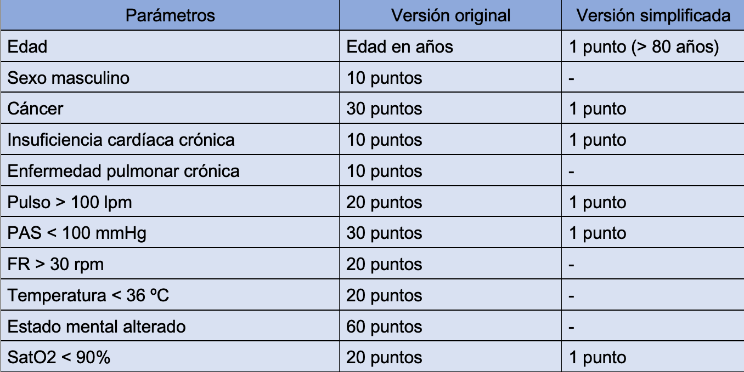 Parámetros Versión original Versión simplificada
Edad Edad en años 1 punto (> 80 años)
Sexo masculino 10 puntos -
Cáncer 30 puntos 1 punto
Insuficiencia cardíaca crónica 10 puntos 1 punto
Enfermedad pulmonar crónica 10 puntos -
Pulso > 100 lpm 20 puntos 1 punto
PAS < 100 mmHg 30 puntos 1 punto
FR > 30 rpm 20 puntos -
Temperatura < 36 ºC 20 puntos -
Estado mental alterado 60 puntos -
SatO2 < 90% 20 puntos 1 punto